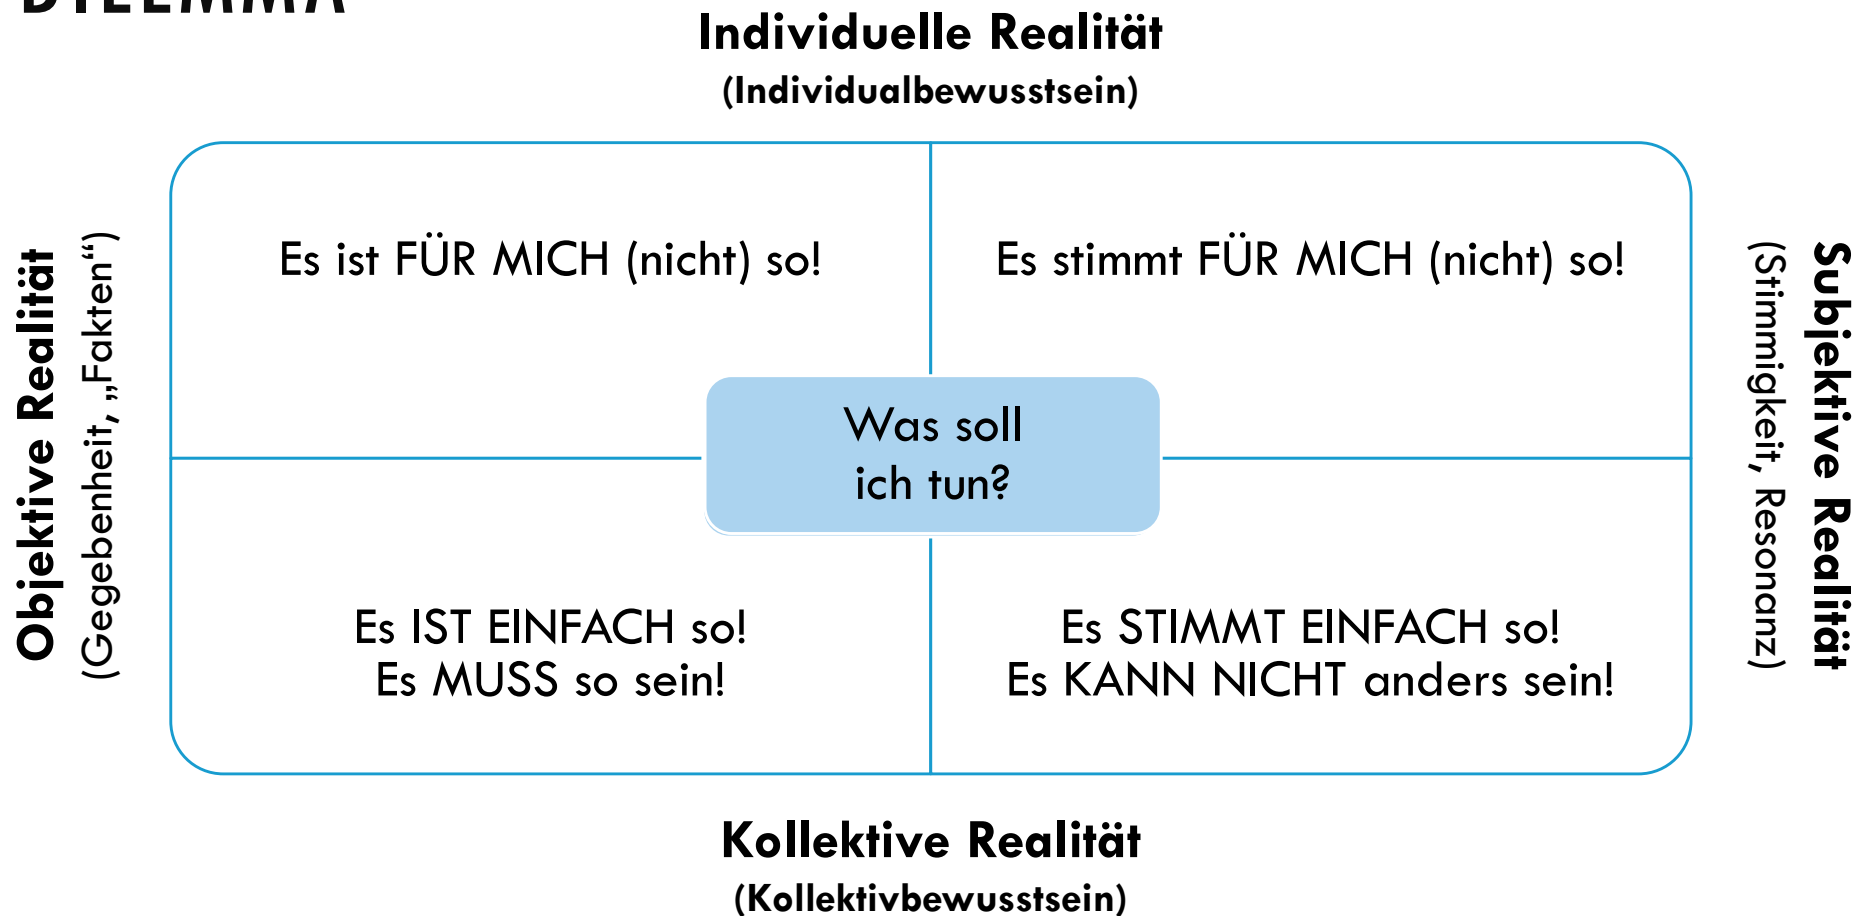 DILEMMA
Individuelle Realität
(Individualbewusstsein)
Objektive Realität
(Gegebenheit, „Fakten“)
Es ist FÜR MICH (nicht) so!
Es stimmt FÜR MICH (nicht) so!
Was soll
ich tun?
Es IST EINFACH so!
Es MUSS so sein!
Es STIMMT EINFACH so!
Es KANN NICHT anders sein!
Subjektive Realität
(Stimmigkeit, Resonanz)
Kollektive Realität
(Kollektivbewusstsein)